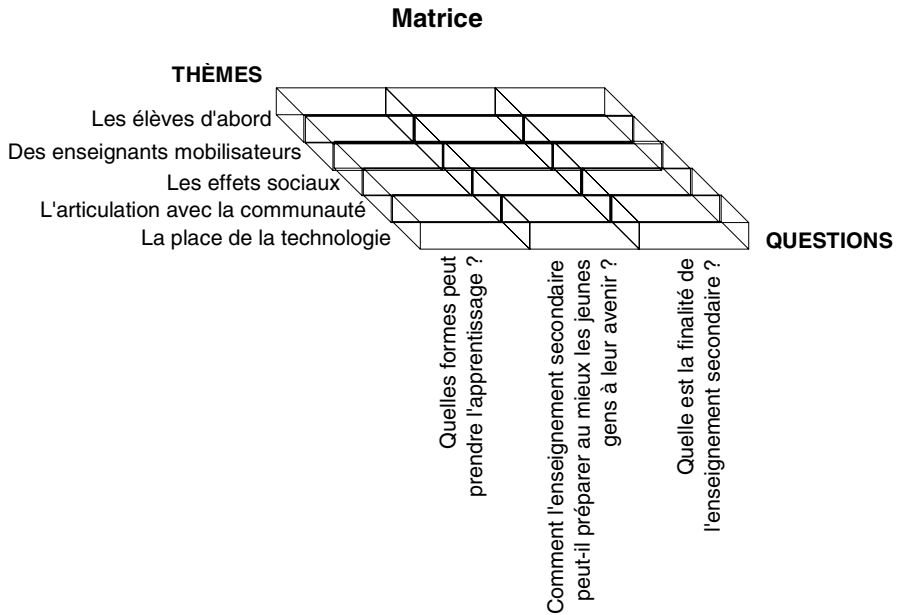 Matrice
THÈMES
Les élèves d'abord
Des enseignants mobilisateurs
Les effets sociaux
L'articulation avec la communauté
La place de la technologie
QUESTIONS
Quelles formes peut
prendre l'apprentissage ?
Comment l'enseignement secondaire
peut-il préparer au mieux les jeunes
gens à leur avenir ?
Quelle est la finalité de
l'enseignement secondaire ?